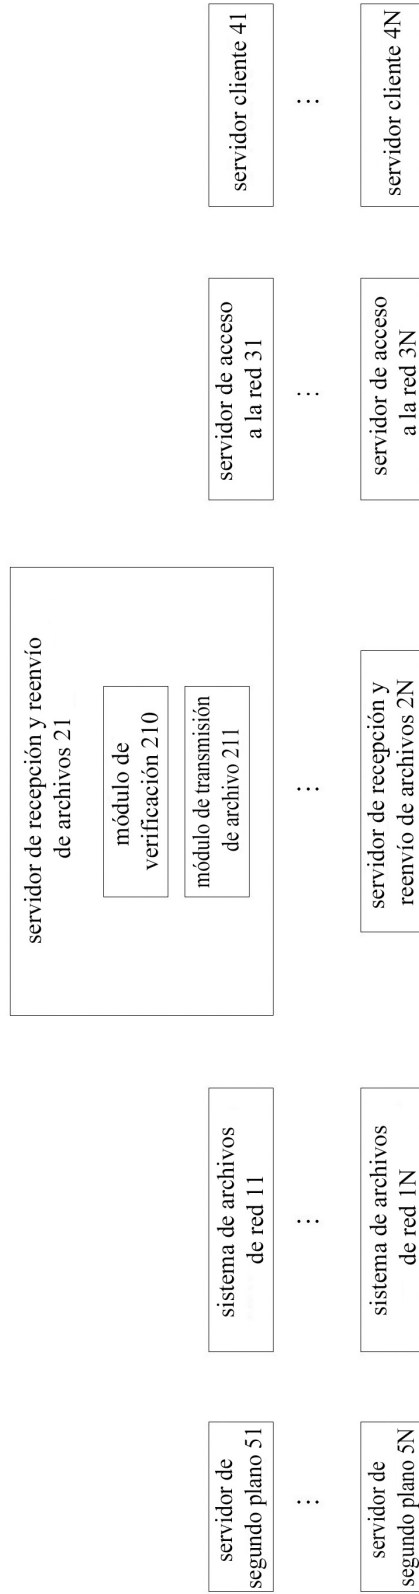 servidor de
segundo plano 51
⋯
servidor de
segundo plano 5N
sistema de archivos
de red 11
⋯
sistema de archivos
de red 1N
servidor de recepción y reenvío
de archivos 21
módulo de
verificación 210
módulo de transmisión
de archivo 211
⋯
servidor de recepción y
reenvío de archivos 2N
servidor de acceso
a la red 31
⋯
servidor de acceso
a la red 3N
servidor cliente 41
⋯
servidor cliente 4N